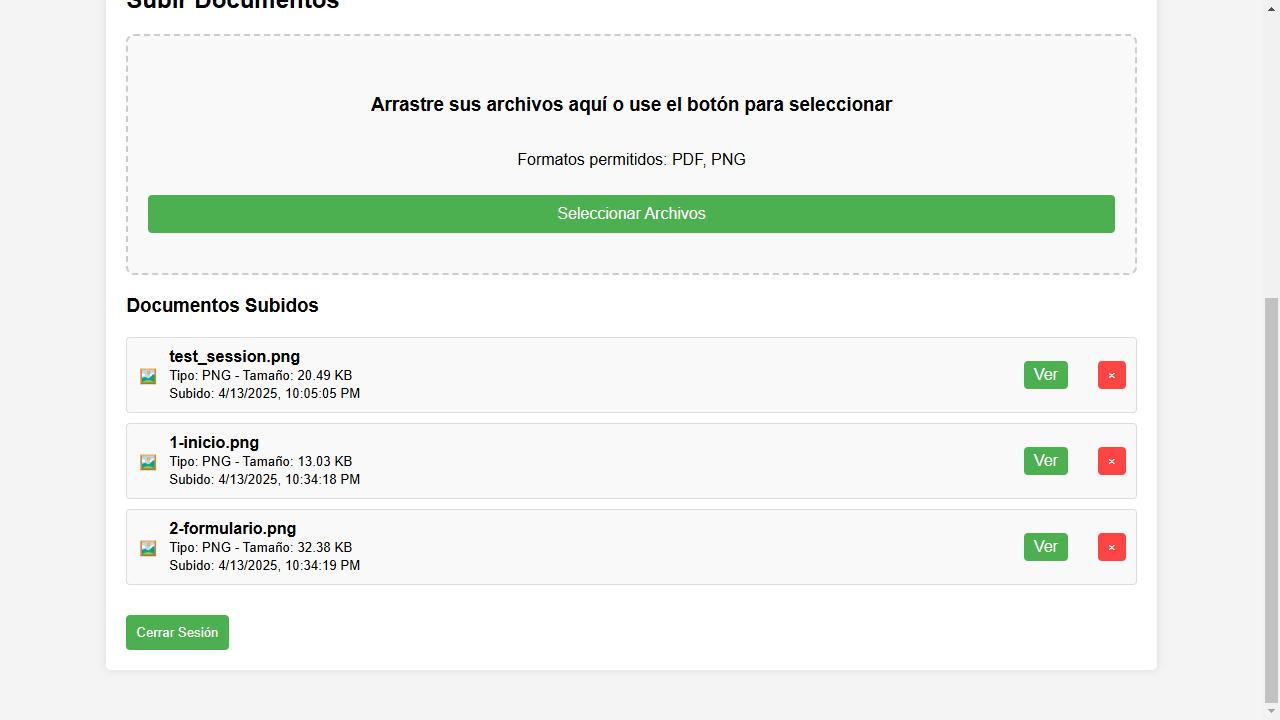 Subir Documentos
Arrastre sus archivos aquí o use el botón para seleccionar
Formatos permitidos: PDF, PNG
Seleccionar Archivos
Documentos Subidos
test_session.png
Tipo: PNG - Tamaño: 20.49 KB
Subido: 4/13/2025, 10:05:05 PM
Ver
×
1-inicio.png
Tipo: PNG - Tamaño: 13.03 KB
Subido: 4/13/2025, 10:34:18 PM
Ver
×
2-formulario.png
Tipo: PNG - Tamaño: 32.38 KB
Subido: 4/13/2025, 10:34:19 PM
Ver
×
Cerrar Sesión